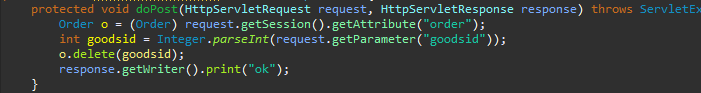 protected void doPost(HttpServletRequest request, HttpServletResponse response) throws ServletEx
Order o = (Order) request.getSession().getAttribute("order");
int goodsid = Integer.parseInt(request.getParameter("goodsid"));
o.delete(goodsid);
response.getWriter().print("ok");
}